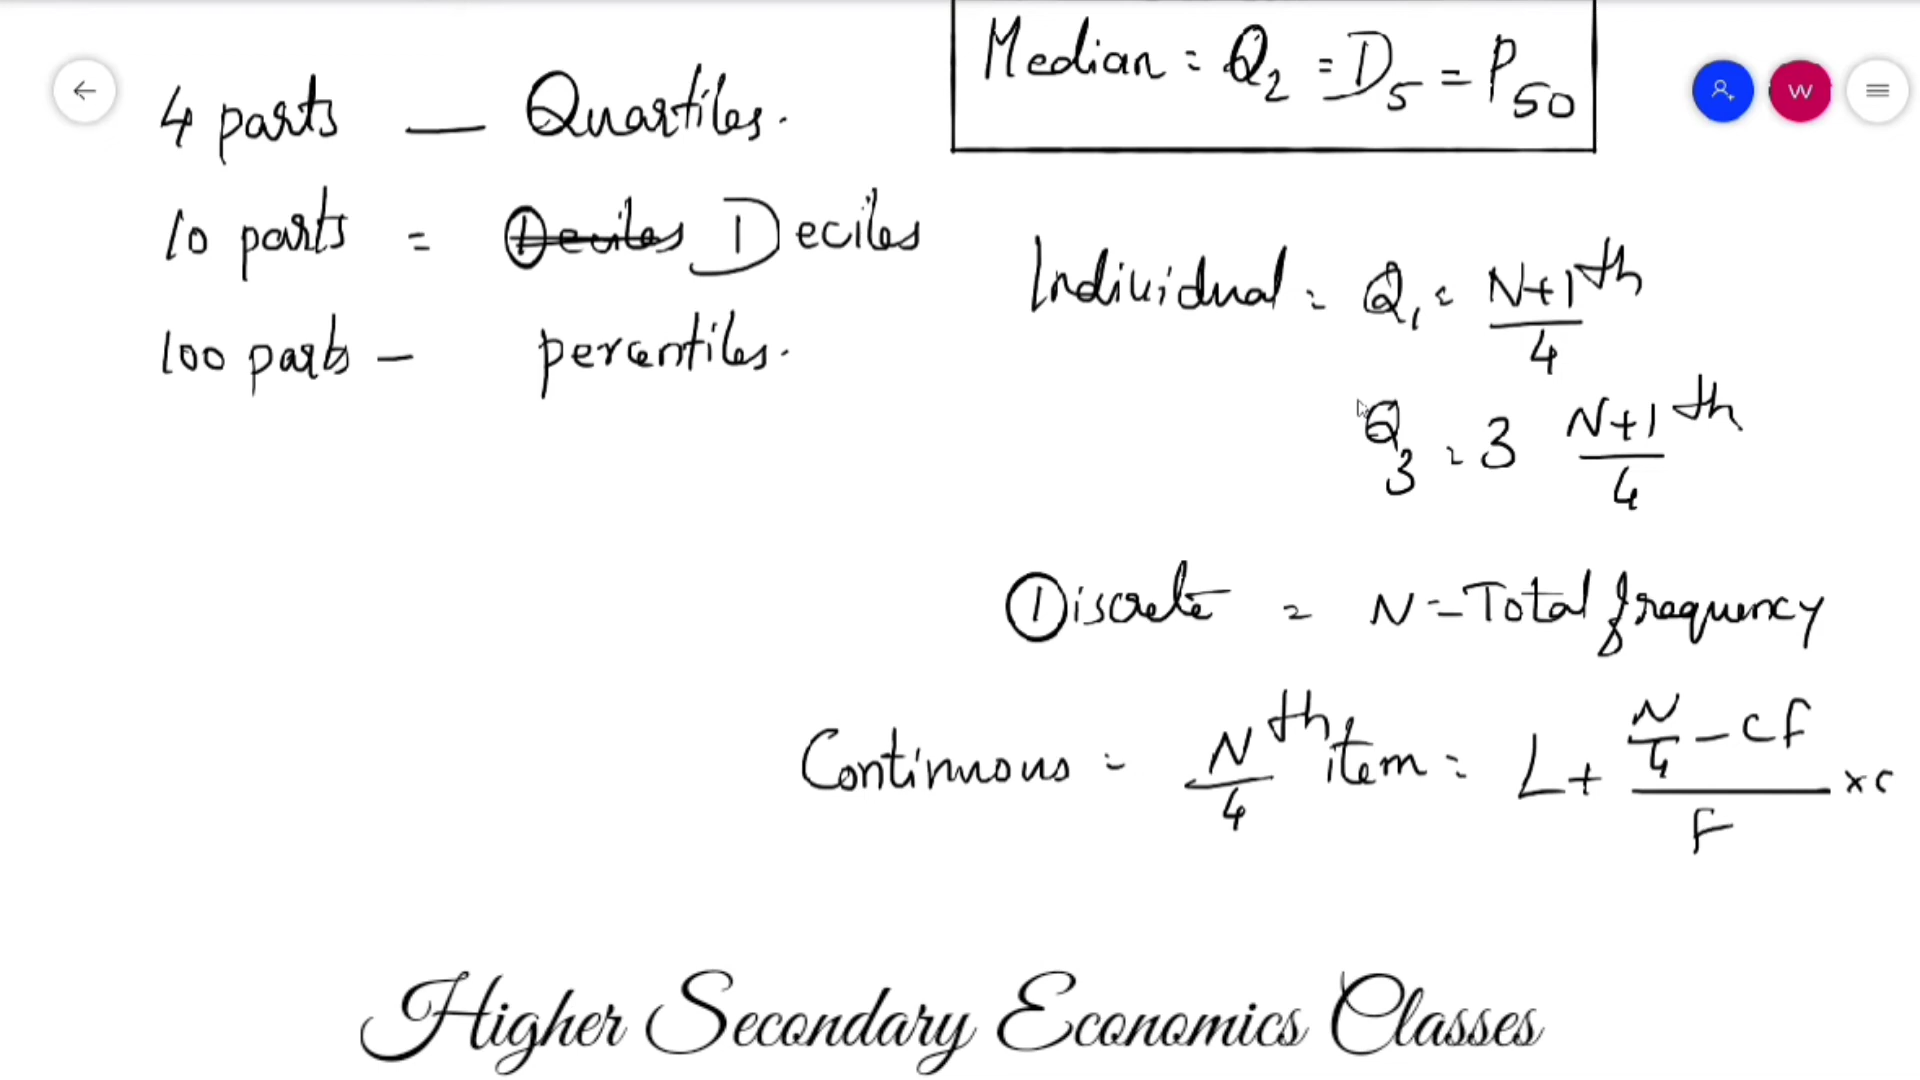 Median = Q₂ = D₅ = P₅₀
4 parts — Quartiles.
W
10 parts = Deciles Deciles
Individual = Q₁ = N+1/4 th
100 parts — percentiles.
Q₃ = 3 N+1/4 th
Discrete = N = Total frequency
Continuous = N/4 th item = L + (N/4 - cf)/F × c
Higher Secondary Economics Classes